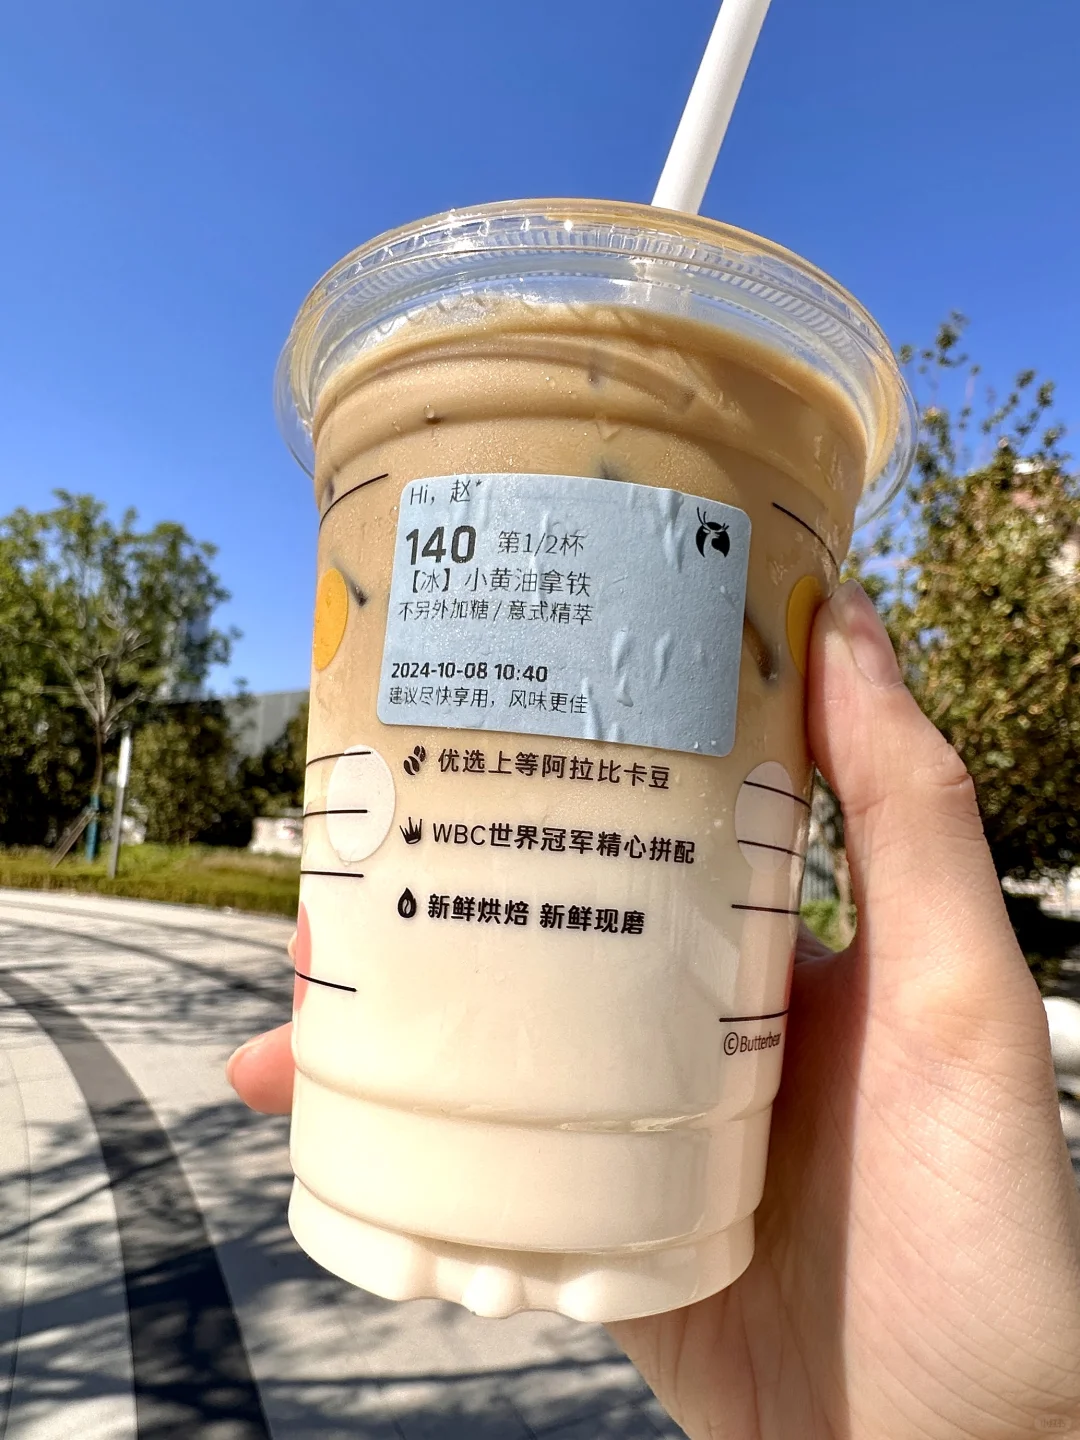 Hi，赵*
140 第1/2杯
【冰】小黄油拿铁
不另外加糖 / 意式精萃
2024-10-08 10:40
建议尽快享用，风味更佳
优选上等阿拉比卡豆
WBC世界冠军精心拼配
新鲜烘焙 新鲜现磨
©Butterbear
小红书